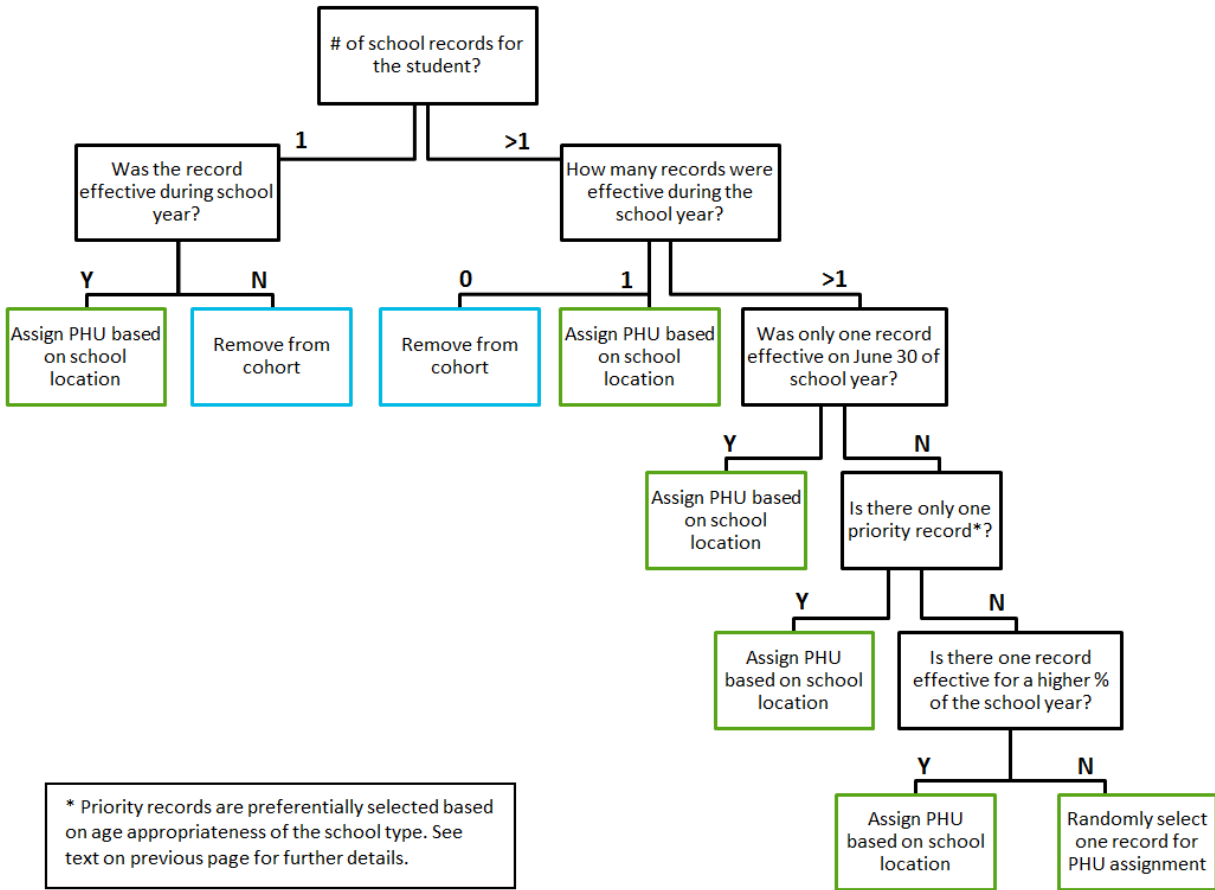 # of school records for
the student?
1
>1
Was the record
effective during school
year?
How many records were
effective during the
school year?
Y
N
0
1
>1
Assign PHU based
on school
location
Remove from
cohort
Remove from
cohort
Assign PHU based
on school
location
Was only one record
effective on June 30 of
school year?
Y
N
Assign PHU based
on school
location
Is there only one
priority record*?
Y
N
Assign PHU
based on school
location
Is there one record
effective for a higher %
of the school year?
Y
N
Assign PHU
based on school
location
Randomly select
one record for
PHU assignment
* Priority records are preferentially selected based
on age appropriateness of the school type. See
text on previous page for further details.